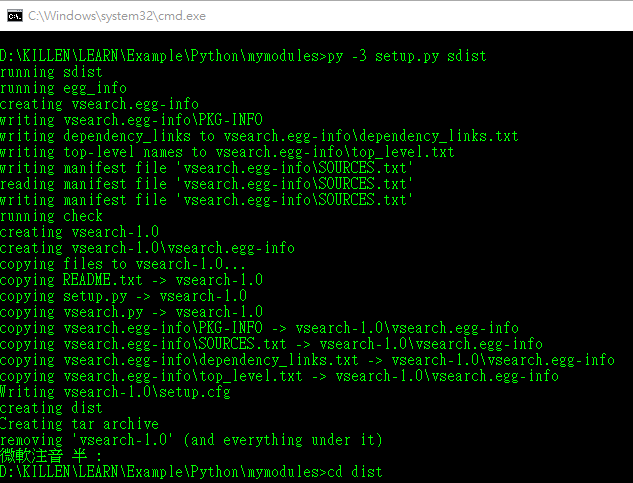 C:\Windows\system32\cmd.exe
D:\KILLEN\LEARN\Example\Python\mymodules>py -3 setup.py sdist
running sdist
running egg_info
creating vsearch.egg-info
writing vsearch.egg-info\PKG-INFO
writing dependency_links to vsearch.egg-info\dependency_links.txt
writing top-level names to vsearch.egg-info\top_level.txt
writing manifest file 'vsearch.egg-info\SOURCES.txt'
reading manifest file 'vsearch.egg-info\SOURCES.txt'
writing manifest file 'vsearch.egg-info\SOURCES.txt'
running check
creating vsearch-1.0
creating vsearch-1.0\vsearch.egg-info
copying files to vsearch-1.0...
copying README.txt -> vsearch-1.0
copying setup.py -> vsearch-1.0
copying vsearch.py -> vsearch-1.0
copying vsearch.egg-info\PKG-INFO -> vsearch-1.0\vsearch.egg-info
copying vsearch.egg-info\SOURCES.txt -> vsearch-1.0\vsearch.egg-info
copying vsearch.egg-info\dependency_links.txt -> vsearch-1.0\vsearch.egg-info
copying vsearch.egg-info\top_level.txt -> vsearch-1.0\vsearch.egg-info
Writing vsearch-1.0\setup.cfg
creating dist
Creating tar archive
removing 'vsearch-1.0' (and everything under it)
微軟注音 半 :
D:\KILLEN\LEARN\Example\Python\mymodules>cd dist